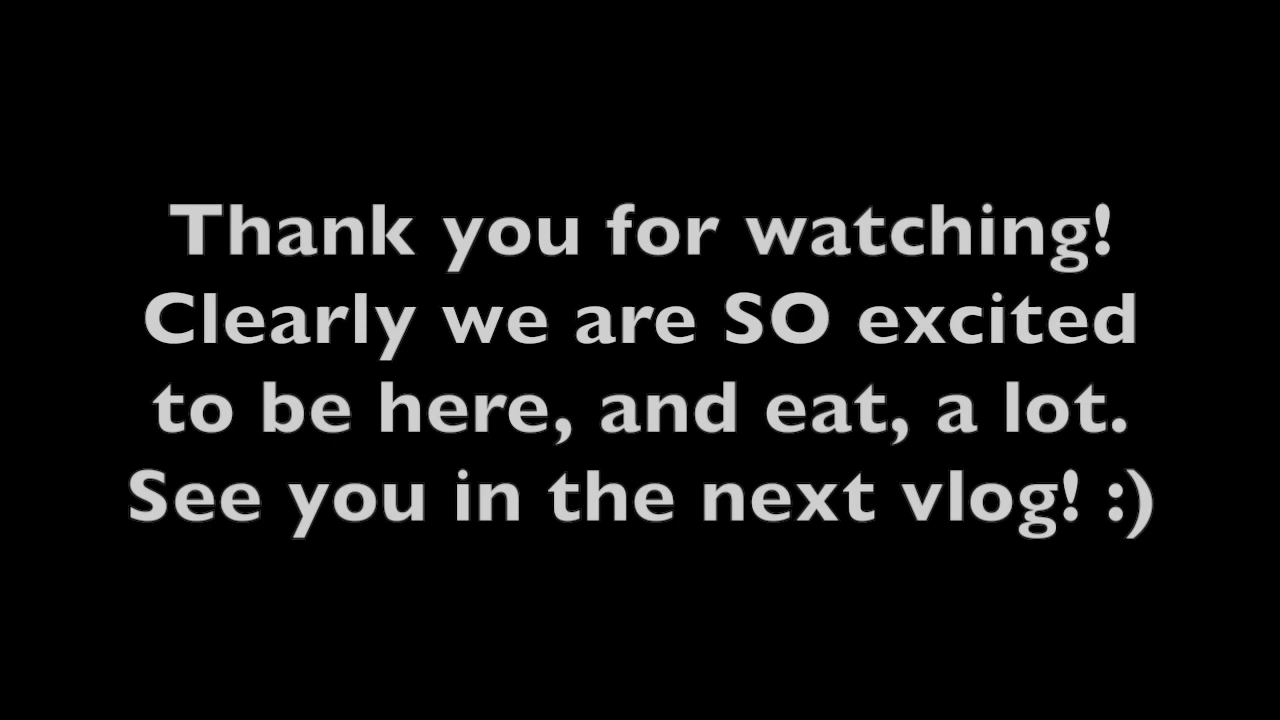 Thank you for watching!
Clearly we are SO excited
to be here, and eat, a lot.
See you in the next vlog! :)